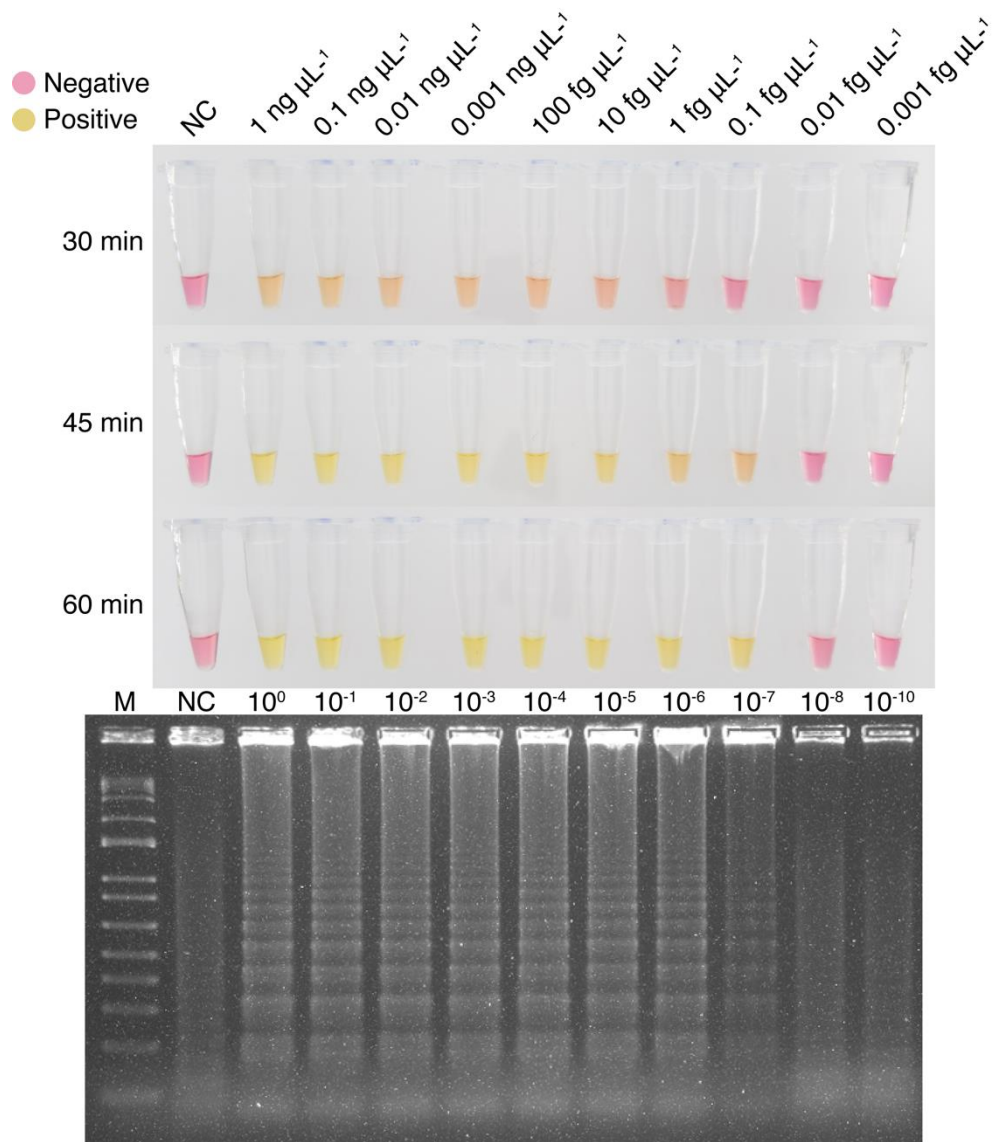 Negative
Positive
NC 1 ng µL-¹ 0.1 ng µL-¹ 0.01 ng µL-¹ 0.001 ng µL-¹ 100 fg µL-¹ 10 fg µL-¹ 1 fg µL-¹ 0.1 fg µL-¹ 0.01 fg µL-¹ 0.001 fg µL-¹
30 min
45 min
60 min
M NC 10⁰ 10⁻¹ 10⁻² 10⁻³ 10⁻⁴ 10⁻⁵ 10⁻⁶ 10⁻⁷ 10⁻⁸ 10⁻¹⁰